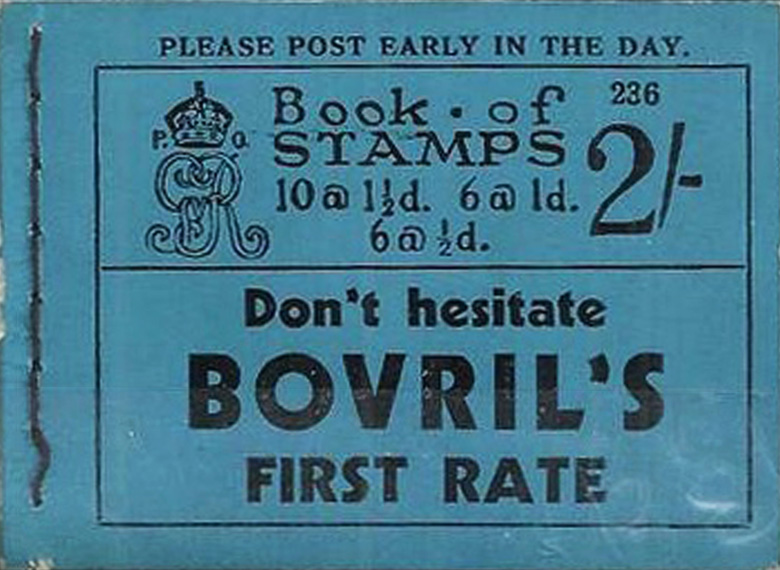 PLEASE POST EARLY IN THE DAY.
236
Book · of
STAMPS
2/-
P. O.
GRV
10@1½d. 6@1d.
6@½d.
Don't hesitate
BOVRIL'S
FIRST RATE